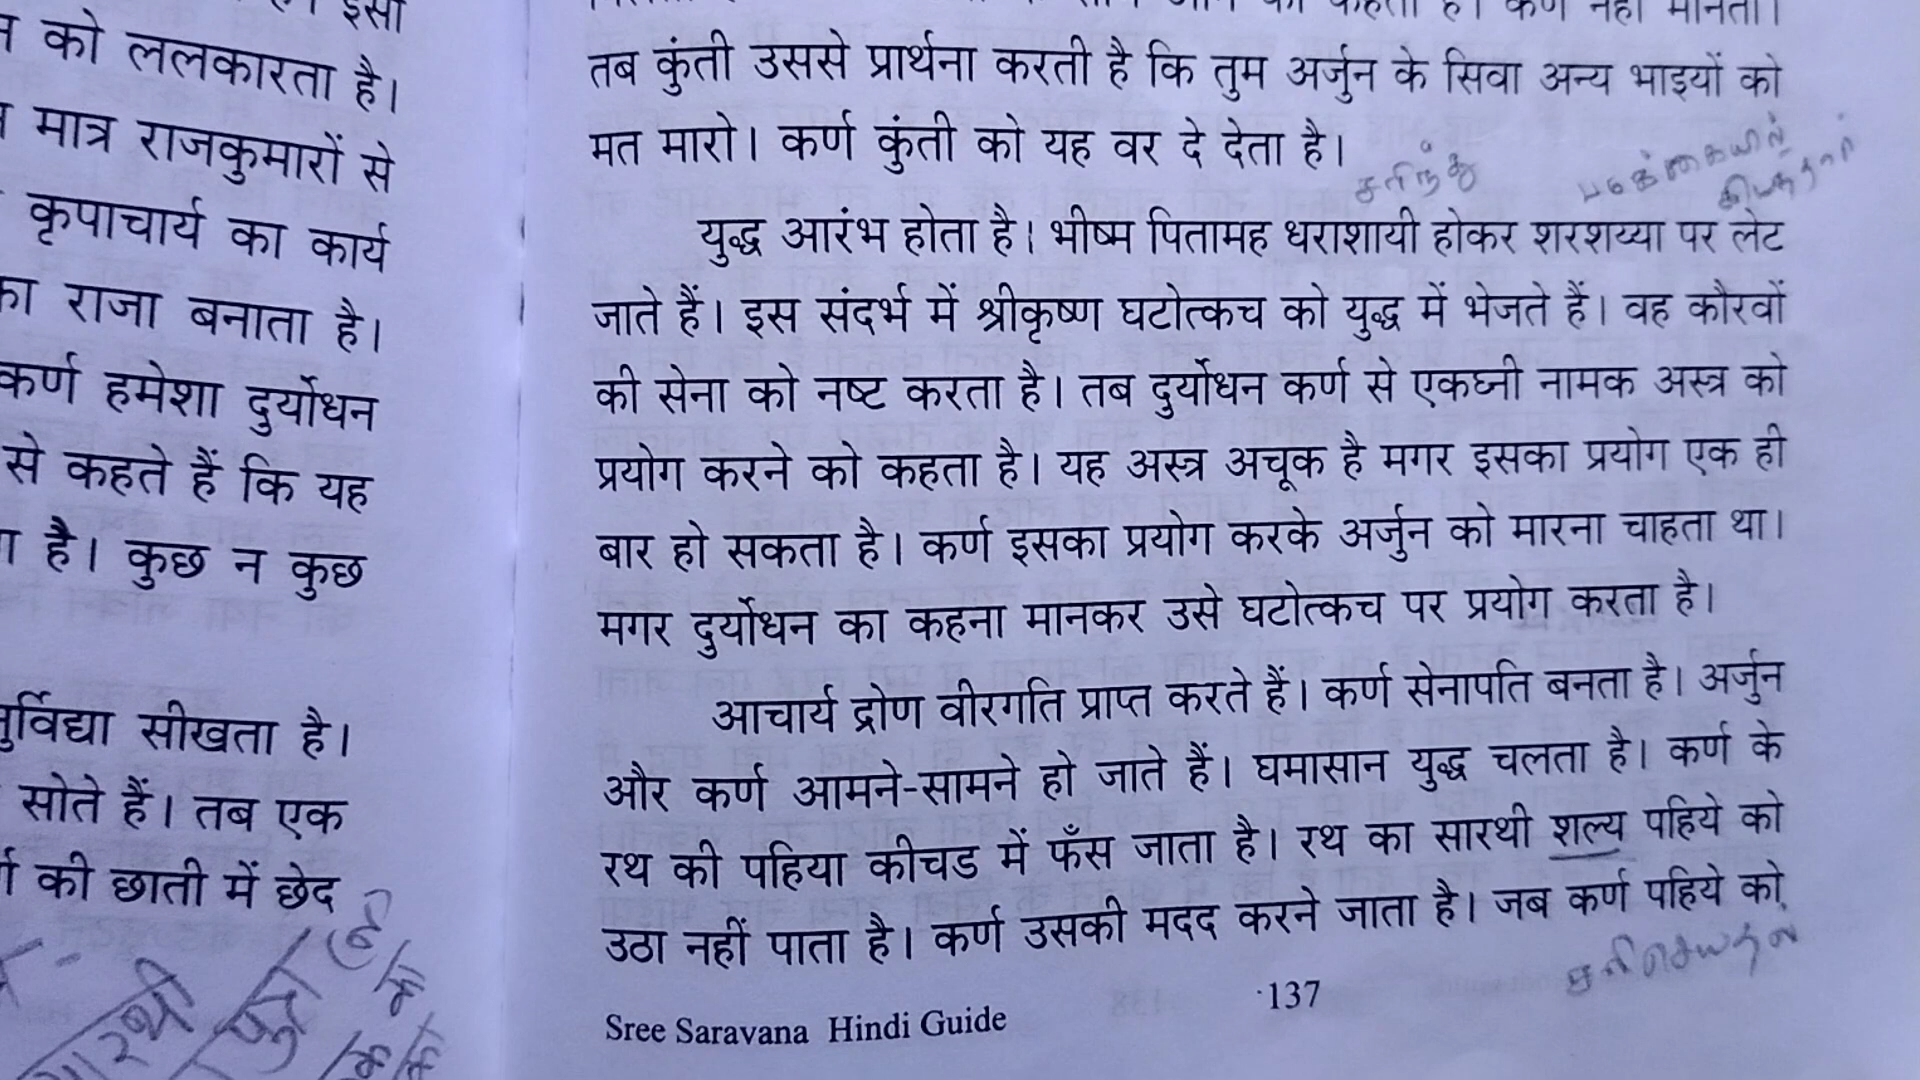 इसी
को ललकारता है।
मात्र राजकुमारों से
कृपाचार्य का कार्य
का राजा बनाता है।
कर्ण हमेशा दुर्योधन
से कहते हैं कि यह
है। कुछ न कुछ
सीखता है।
सोते हैं। तब एक
की छाती में छेद
तब कुंती उससे प्रार्थना करती है कि तुम अर्जुन के सिवा अन्य भाइयों को
मत मारो। कर्ण कुंती को यह वर दे देता है।
युद्ध आरंभ होता है। भीष्म पितामह धराशायी होकर शरशय्या पर लेट
जाते हैं। इस संदर्भ में श्रीकृष्ण घटोत्कच को युद्ध में भेजते हैं। वह कौरवों
की सेना को नष्ट करता है। तब दुर्योधन कर्ण से एकघ्नी नामक अस्त्र को
प्रयोग करने को कहता है। यह अस्त्र अचूक है मगर इसका प्रयोग एक ही
बार हो सकता है। कर्ण इसका प्रयोग करके अर्जुन को मारना चाहता था।
मगर दुर्योधन का कहना मानकर उसे घटोत्कच पर प्रयोग करता है।
आचार्य द्रोण वीरगति प्राप्त करते हैं। कर्ण सेनापति बनता है। अर्जुन
और कर्ण आमने-सामने हो जाते हैं। घमासान युद्ध चलता है। कर्ण के
रथ की पहिया कीचड में फँस जाता है। रथ का सारथी शल्य पहिये को
उठा नहीं पाता है। कर्ण उसकी मदद करने जाता है। जब कर्ण पहिये को
137
Sree Saravana Hindi Guide